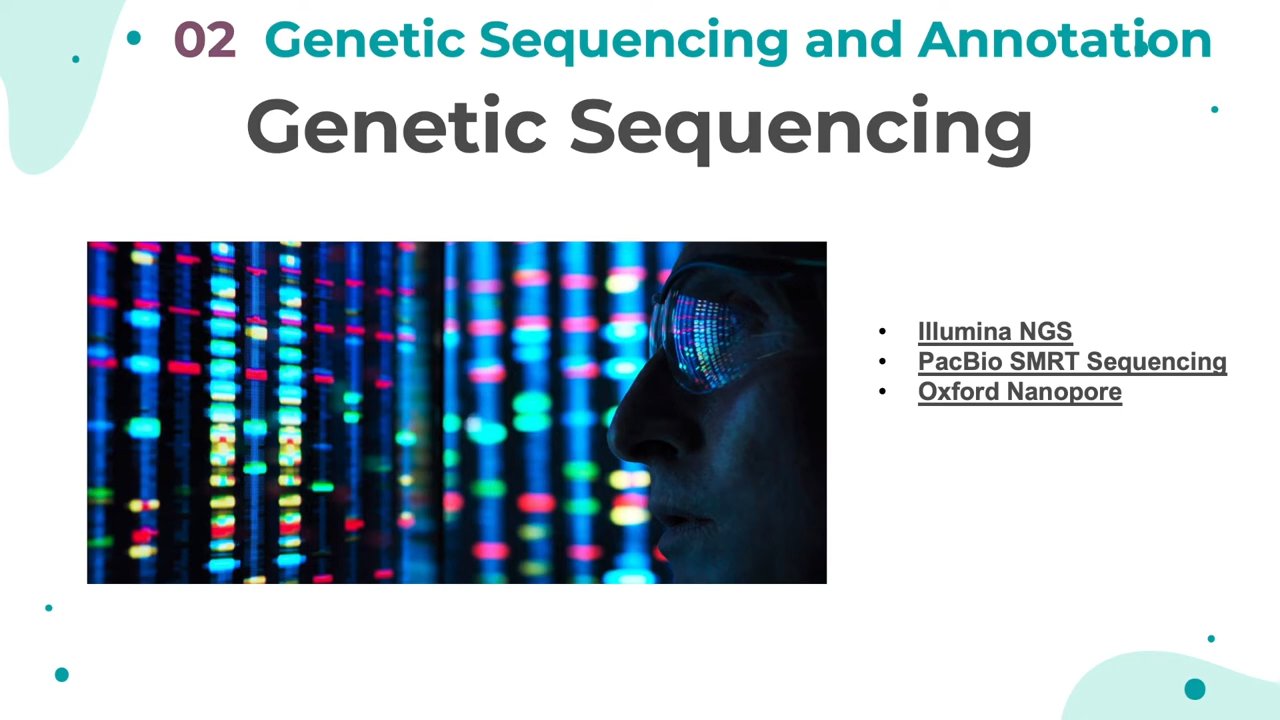 02 Genetic Sequencing and Annotation
Genetic Sequencing
• Illumina NGS
• PacBio SMRT Sequencing
• Oxford Nanopore